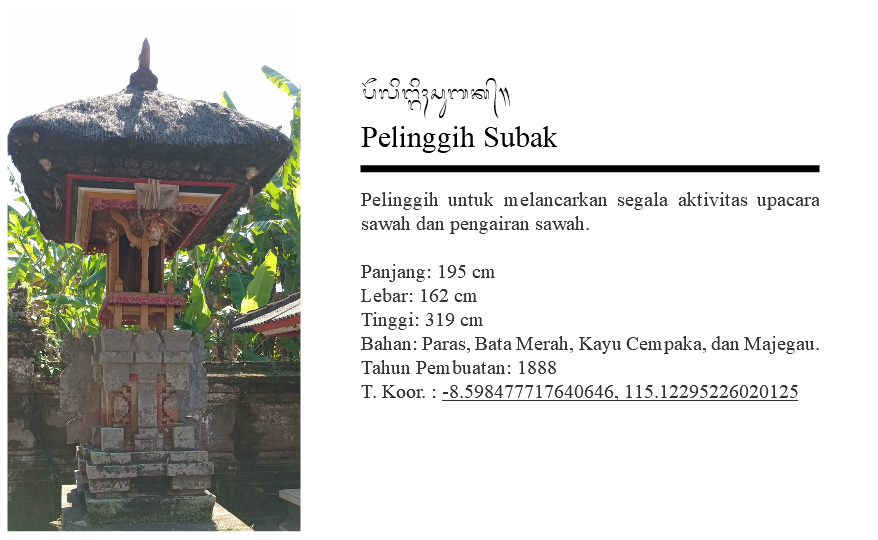 Pelinggih Subak
Pelinggih untuk melancarkan segala aktivitas upacara
sawah dan pengairan sawah.
Panjang: 195 cm
Lebar: 162 cm
Tinggi: 319 cm
Bahan: Paras, Bata Merah, Kayu Cempaka, dan Majegau.
Tahun Pembuatan: 1888
T. Koor. : -8.598477717640646, 115.12295226020125